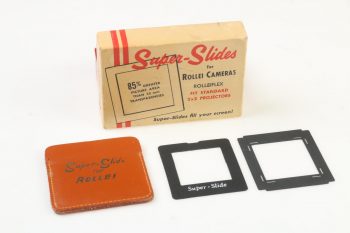 Super-Slides
for
ROLLEI CAMERAS
ROLLEIFLEX
FIT STANDARD
2x2 PROJECTORS
85% GREATER
PICTURE AREA
THAN 35 mm
TRANSPARENCIES
Super-Slides fill your screen!
Super-Slide
FOR
ROLLEI
Super-Slide